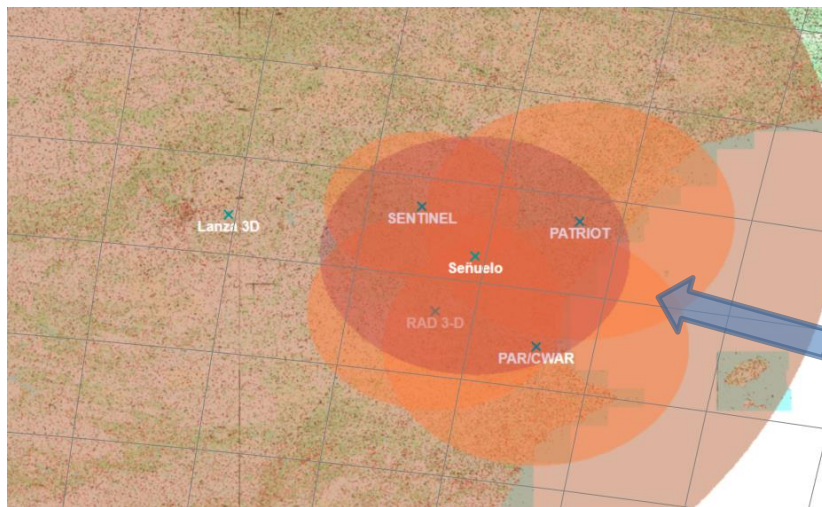 SENTINEL
Lanza 3D
PATRIOT
Señuelo
RAD 3-D
PAR/CWAR